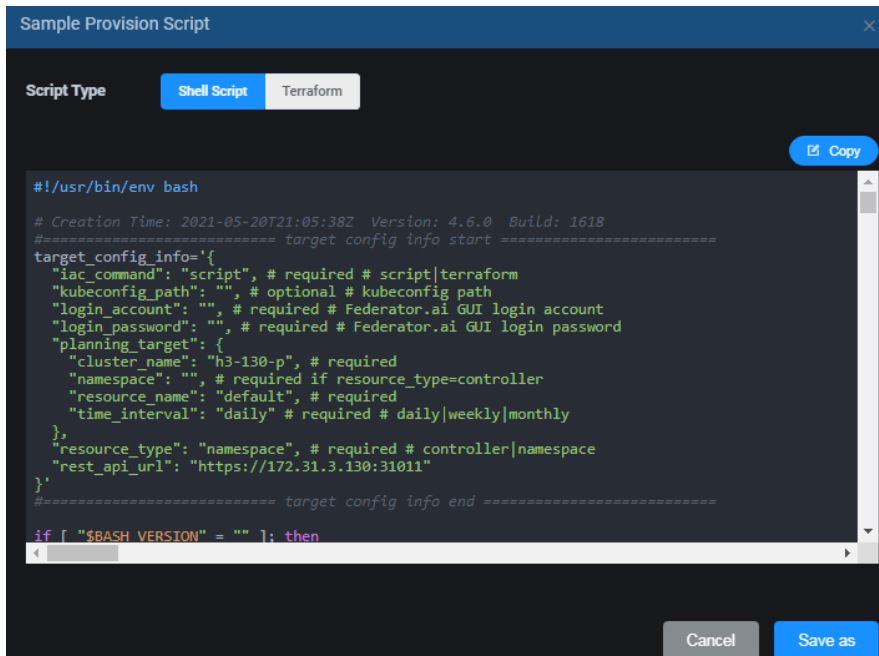 Sample Provision Script
Script Type
Shell Script
Terraform
Copy
#!/usr/bin/env bash
# Creation Time: 2021-05-20T21:05:38Z  Version: 4.6.0  Build: 1618
#=========================== target config info start =========================
target_config_info='{
  "iac_command": "script", # required # script|terraform
  "kubeconfig_path": "", # optional # kubeconfig path
  "login_account": "", # required # Federator.ai GUI login account
  "login_password": "", # required # Federator.ai GUI login password
  "planning_target": {
    "cluster_name": "h3-130-p", # required
    "namespace": "", # required if resource_type=controller
    "resource_name": "default", # required
    "time_interval": "daily" # required # daily|weekly|monthly
  },
  "resource_type": "namespace", # required # controller|namespace
  "rest_api_url": "https://172.31.3.130:31011"
}'
#=========================== target config info end ===========================
if [ "$BASH_VERSION" = "" ]; then
Cancel
Save as